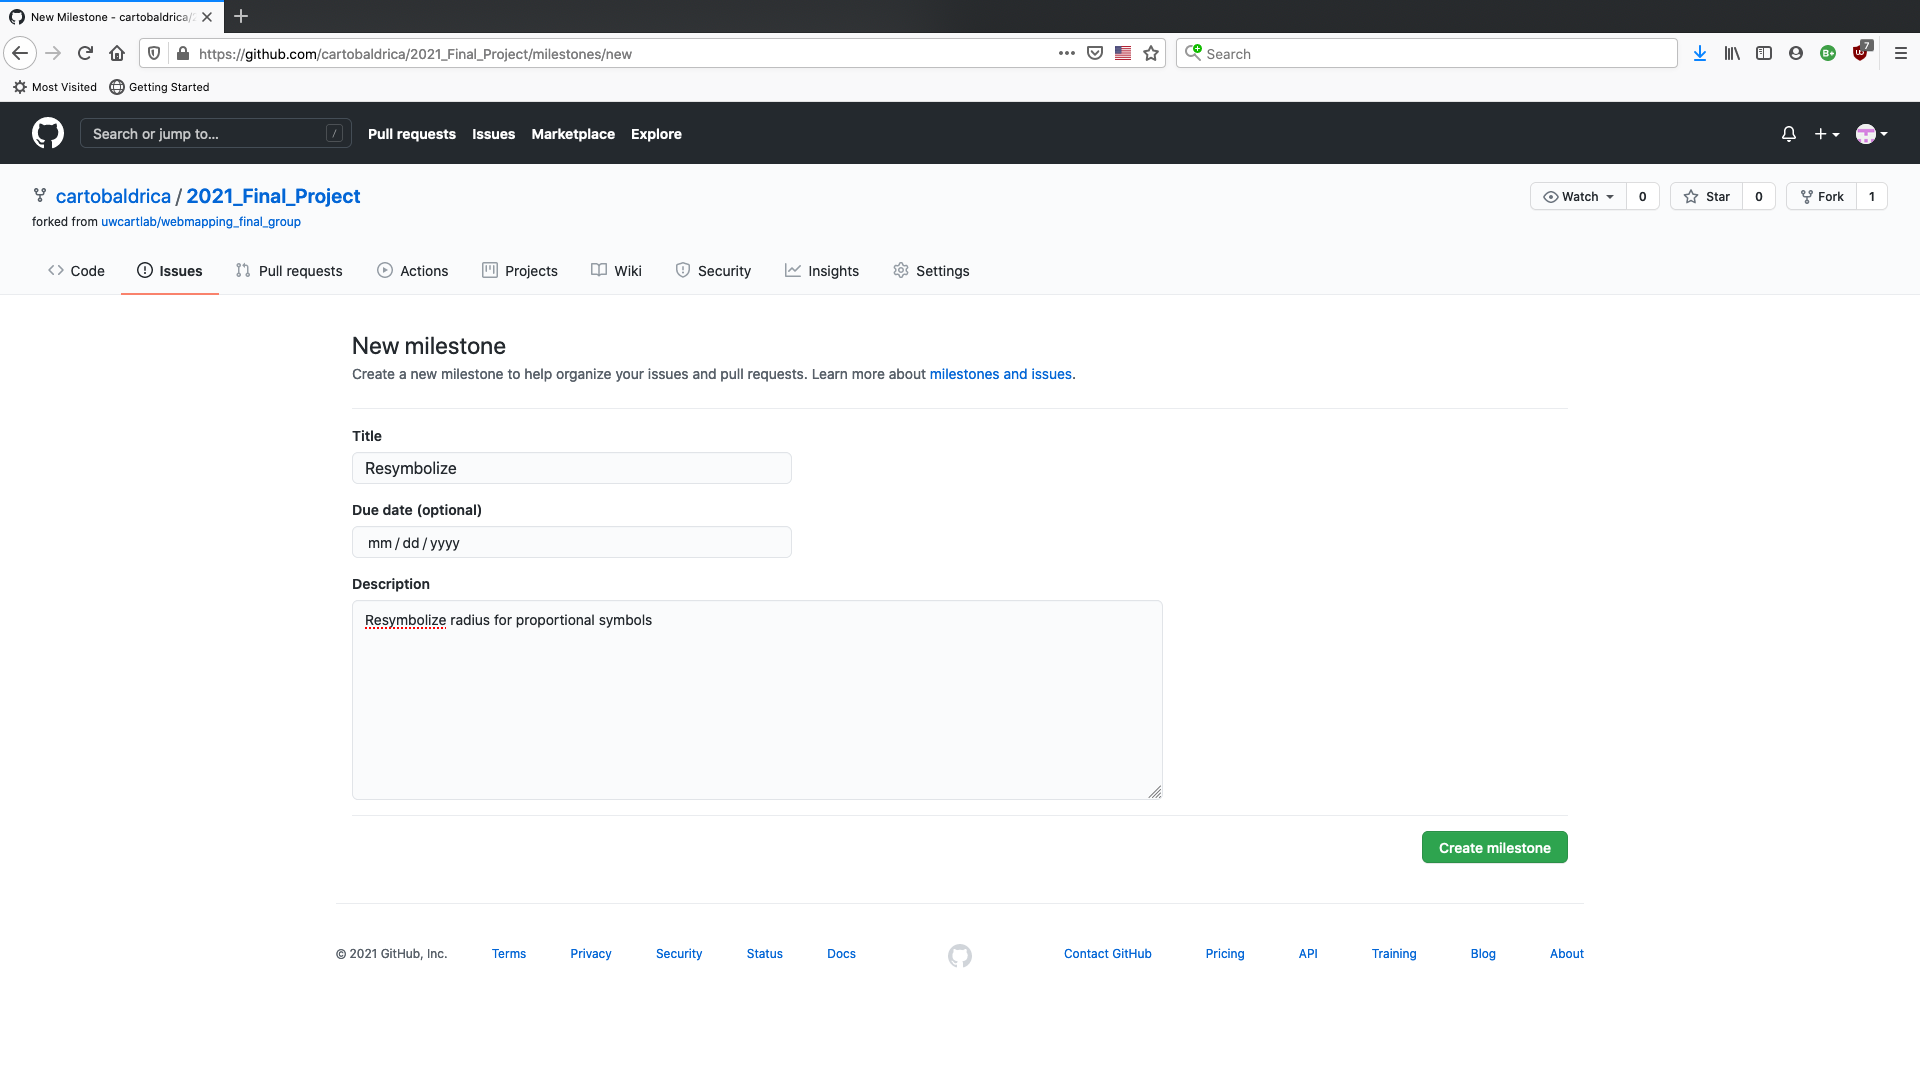 New Milestone - cartobaldrica/2
https://github.com/cartobaldrica/2021_Final_Project/milestones/new
Search
7
Most Visited
Getting Started
Search or jump to...
/
Pull requests
Issues
Marketplace
Explore
cartobaldrica / 2021_Final_Project
Watch 0
Star 0
Fork 1
forked from uwcartlab/webmapping_final_group
Code
Issues
Pull requests
Actions
Projects
Wiki
Security
Insights
Settings
New milestone
Create a new milestone to help organize your issues and pull requests. Learn more about milestones and issues.
Title
Resymbolize
Due date (optional)
mm / dd / yyyy
Description
Resymbolize radius for proportional symbols
Create milestone
© 2021 GitHub, Inc.
Terms
Privacy
Security
Status
Docs
Contact GitHub
Pricing
API
Training
Blog
About